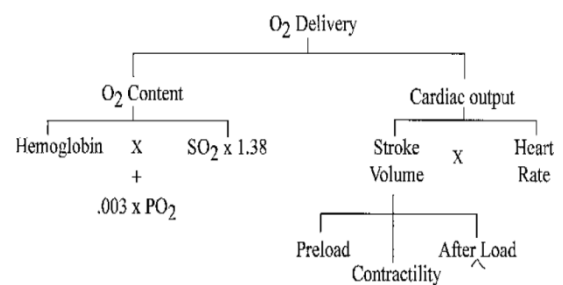 O2 Delivery
O2 Content
Cardiac output
Hemoglobin X SO2 x 1.38
+
.003 x PO2
Stroke Volume X Heart Rate
Preload
Contractility
After Load